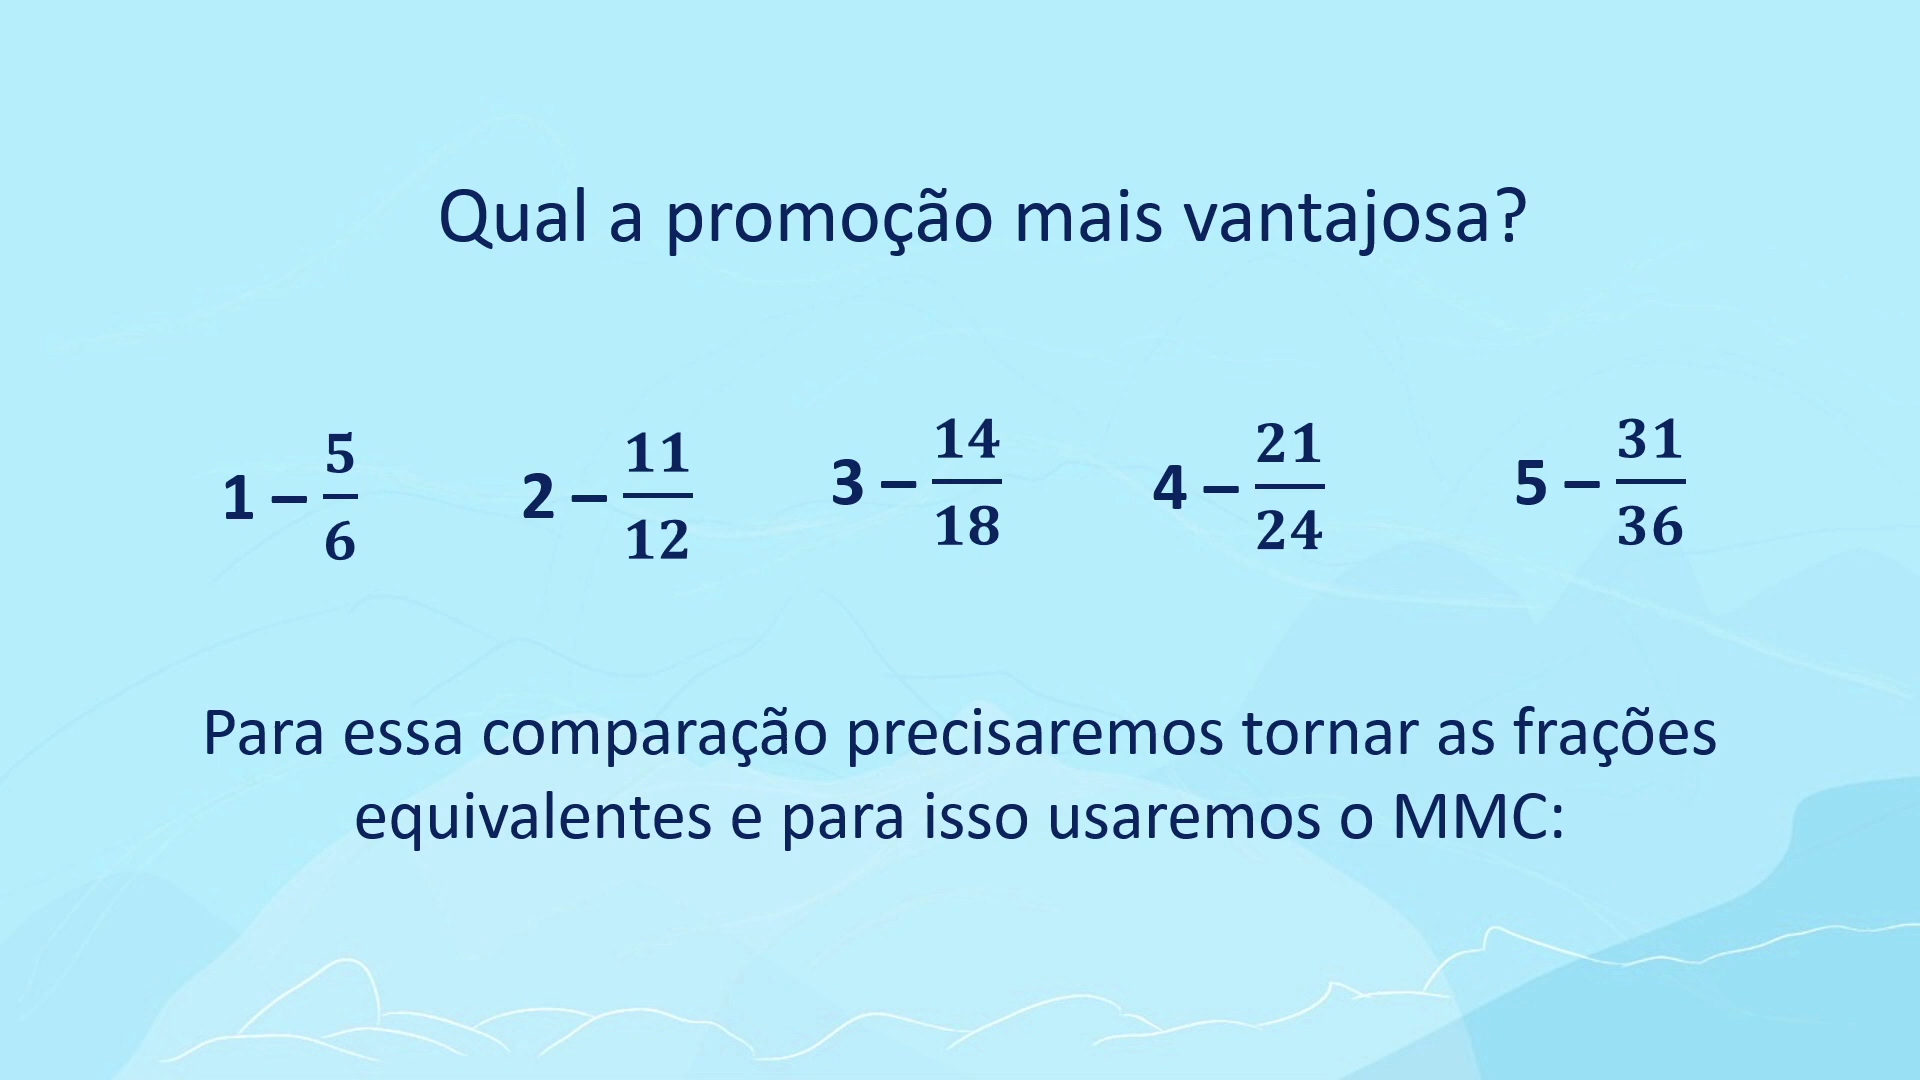 Qual a promoção mais vantajosa?
1 – 5/6 2 – 11/12 3 – 14/18 4 – 21/24 5 – 31/36
Para essa comparação precisaremos tornar as frações
equivalentes e para isso usaremos o MMC: